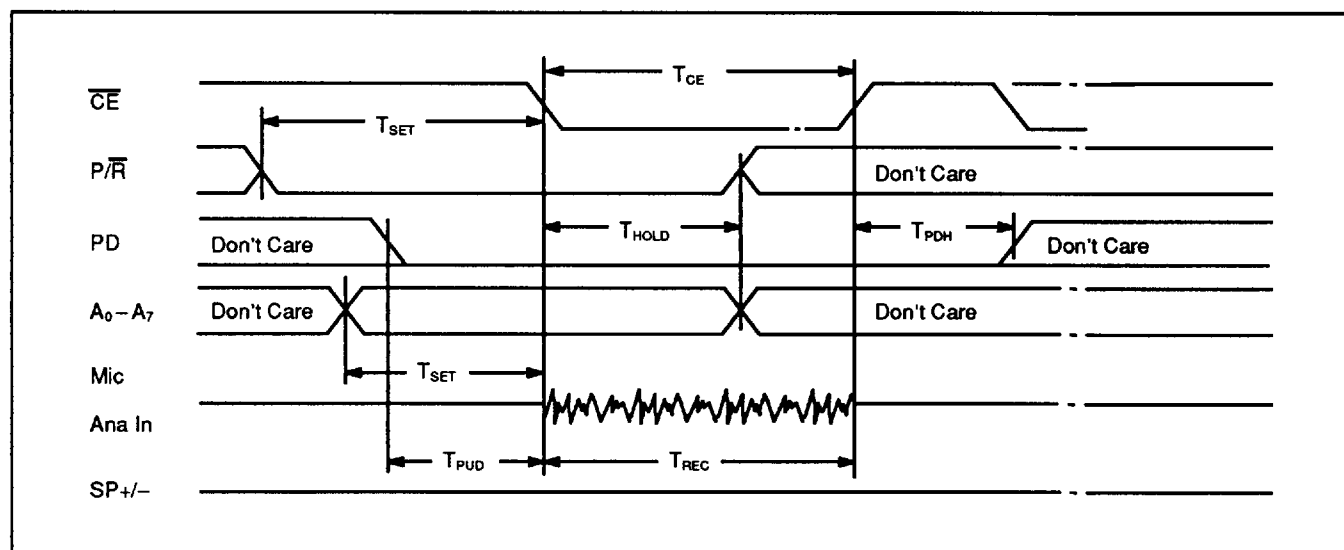 T_CE
C̅E̅
T_SET
P/R̅
Don't Care
PD
Don't Care
T_HOLD
T_PDH
Don't Care
A₀–A₇
Don't Care
Don't Care
Mic
T_SET
Ana In
T_PUD
T_REC
SP+/-